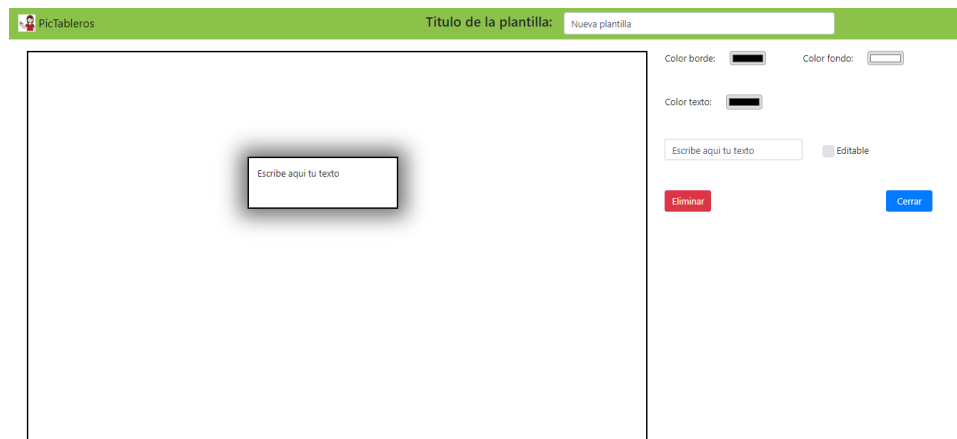 PicTableros
Titulo de la plantilla:
Nueva plantilla
Color borde:
Color fondo:
Color texto:
Escribe aqui tu texto
Editable
Escribe aqui tu texto
Eliminar
Cerrar